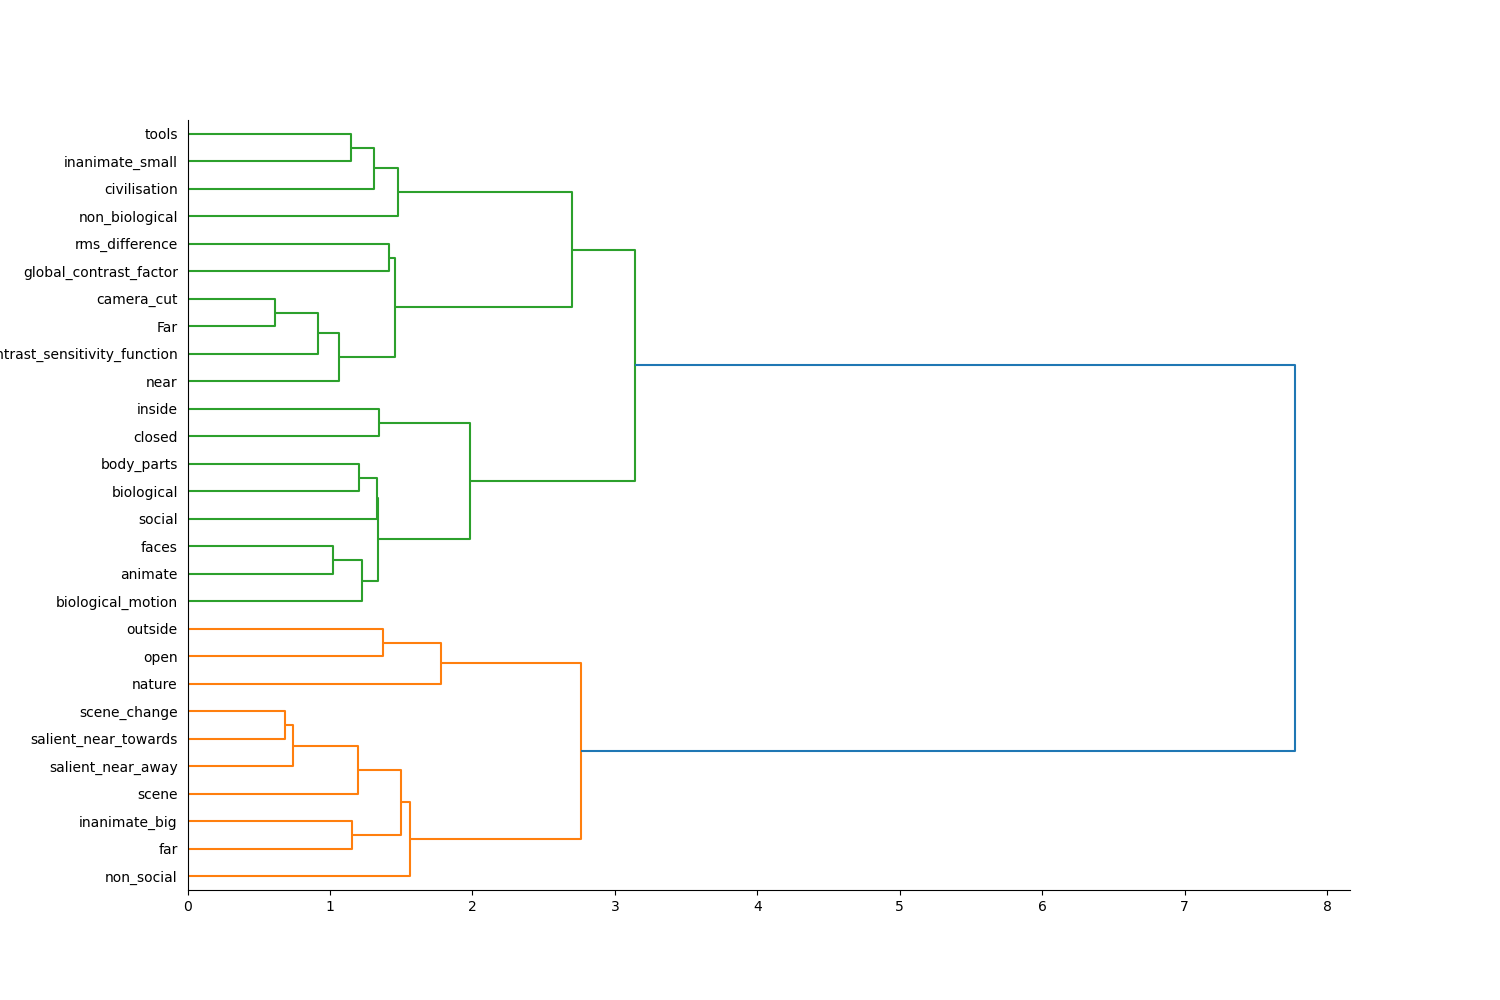 tools
inanimate_small
civilisation
non_biological
rms_difference
global_contrast_factor
camera_cut
Far
ntrast_sensitivity_function
near
inside
closed
body_parts
biological
social
faces
animate
biological_motion
outside
open
nature
scene_change
salient_near_towards
salient_near_away
scene
inanimate_big
far
non_social
0 1 2 3 4 5 6 7 8